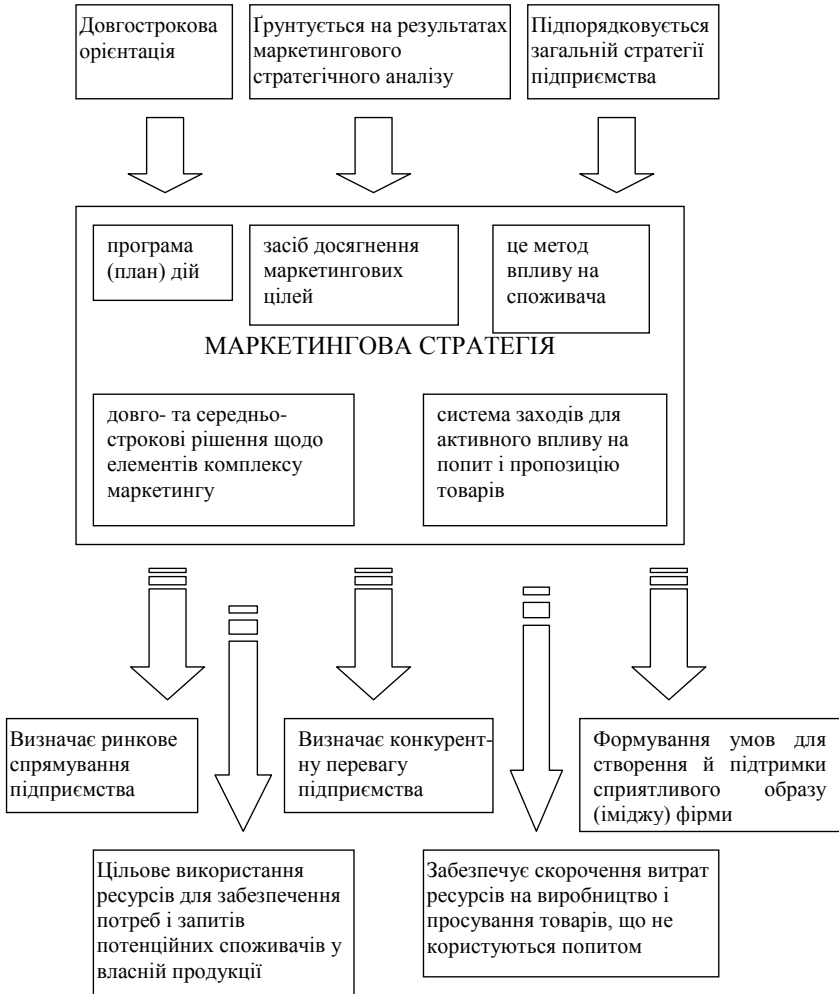 Довгострокова
орієнтація
Ґрунтується на результатах
маркетингового
стратегічного аналізу
Підпорядковується
загальній стратегії
підприємства
програма
(план) дій
засіб досягнення
маркетингових
цілей
це метод
впливу на
споживача
МАРКЕТИНГОВА СТРАТЕГІЯ
довго- та середньо-
строкові рішення щодо
елементів комплексу
маркетингу
система заходів для
активного впливу на
попит і пропозицію
товарів
Визначає ринкове
спрямування
підприємства
Визначає конкурент-
ну перевагу
підприємства
Формування умов для
створення й підтримки
сприятливого образу
(іміджу) фірми
Цільове використання
ресурсів для забезпечення
потреб і запитів
потенційних споживачів у
власній продукції
Забезпечує скорочення витрат
ресурсів на виробництво і
просування товарів, що не
користуються попитом